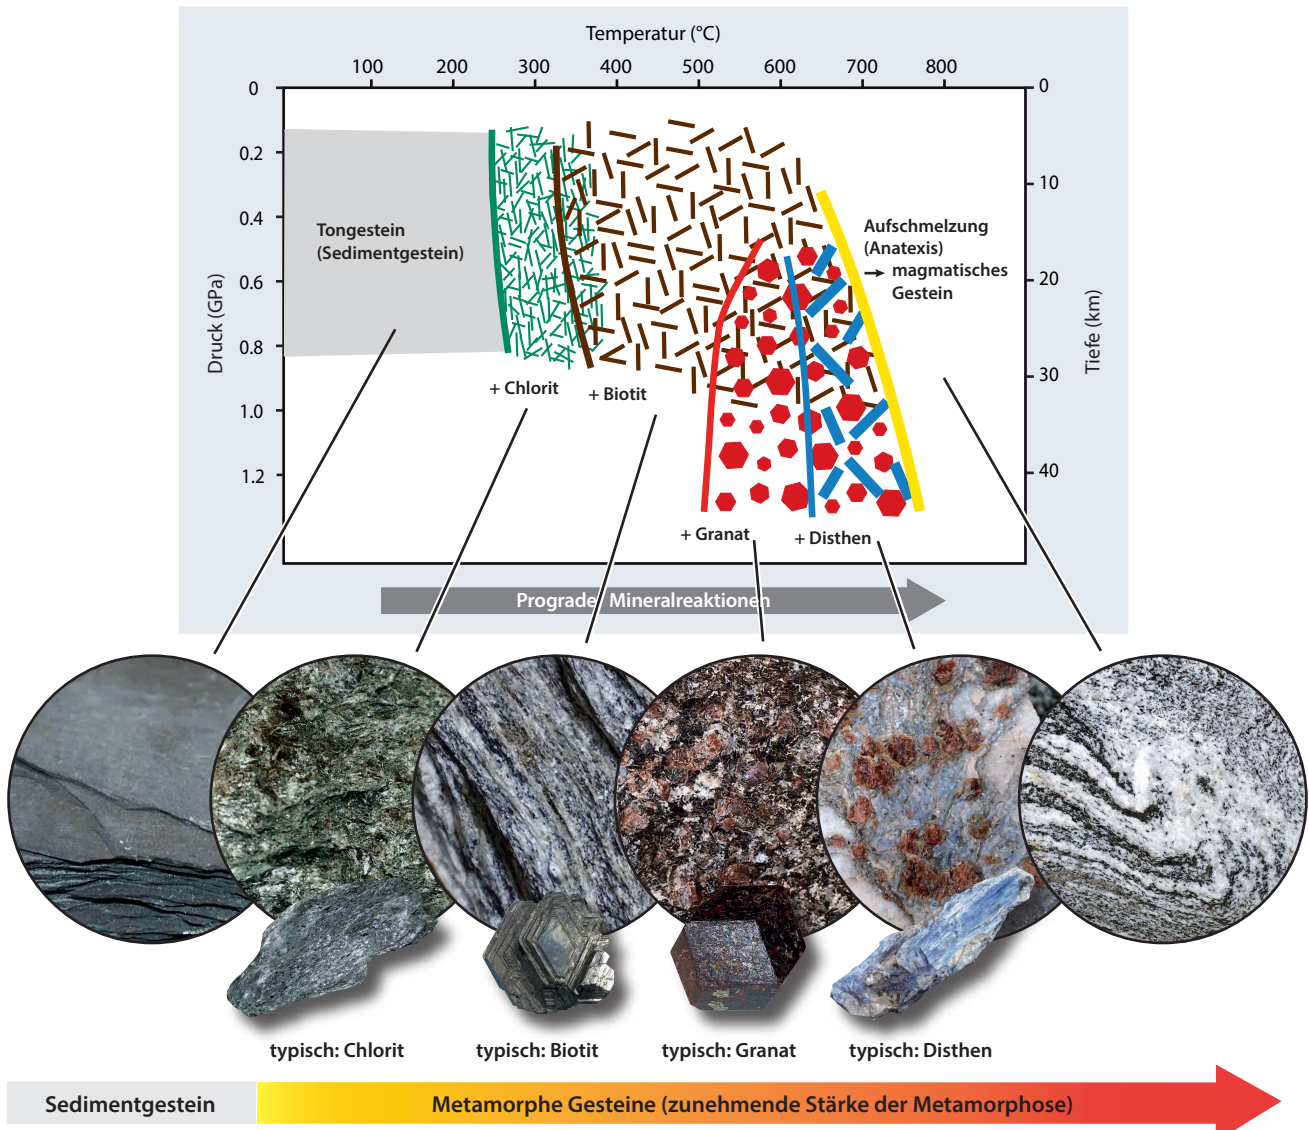 Temperatur (°C)
100 200 300 400 500 600 700 800
0
0.2
0.4
0.6
0.8
1.0
1.2
Druck (GPa)
0
10
20
30
40
Tiefe (km)
Tongestein
(Sedimentgestein)
Aufschmelzung
(Anatexis)
→ magmatisches
Gestein
+ Chlorit
+ Biotit
+ Granat
+ Disthen
Prograde Mineralreaktionen
typisch: Chlorit
typisch: Biotit
typisch: Granat
typisch: Disthen
Sedimentgestein
Metamorphe Gesteine (zunehmende Stärke der Metamorphose)